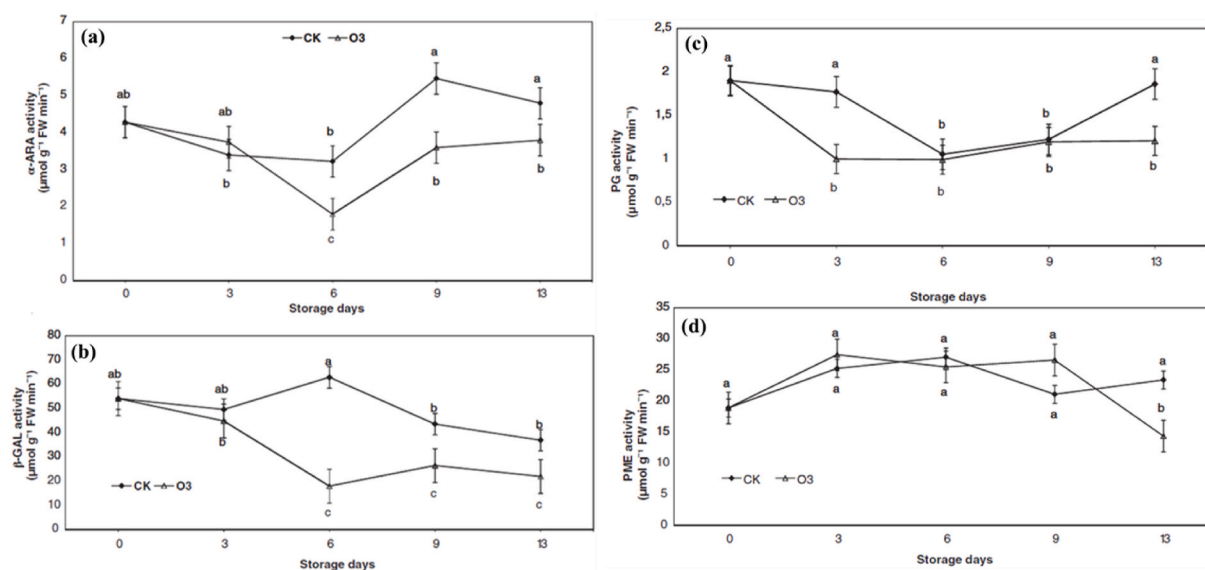 (a)
CK O3
α-ARA activity
(μmol g⁻¹ FW min⁻¹)
7
6
5
4
3
2
1
0
ab
ab
b
b
c
a
b
a
b
0 3 6 9 13
Storage days
(b)
β-GAL activity
(μmol g⁻¹ FW min⁻¹)
80
70
60
50
40
30
20
10
0
ab
ab
b
a
c
b
c
b
c
CK O3
0 3 6 9 13
Storage days
(c)
PG activity
(μmol g⁻¹ FW min⁻¹)
2,5
2
1,5
1
0,5
0
a
a
b
b
b
b
b
a
b
CK O3
0 3 6 9 13
Storage days
(d)
PME activity
(μmol g⁻¹ FW min⁻¹)
35
30
25
20
15
10
5
0
a
a
a
a
a
a
a
a
b
CK O3
0 3 6 9 13
Storage days